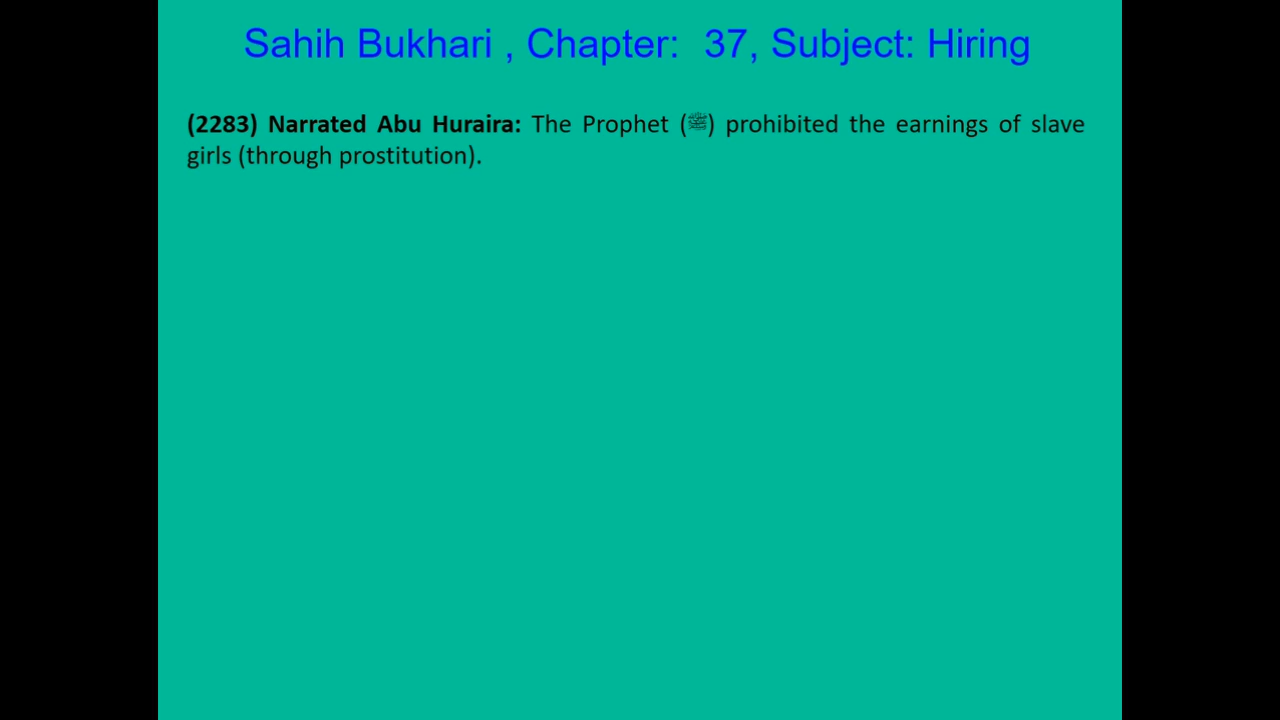 Sahih Bukhari , Chapter:  37, Subject: Hiring
(2283) Narrated Abu Huraira: The Prophet (ﷺ) prohibited the earnings of slave
girls (through prostitution).